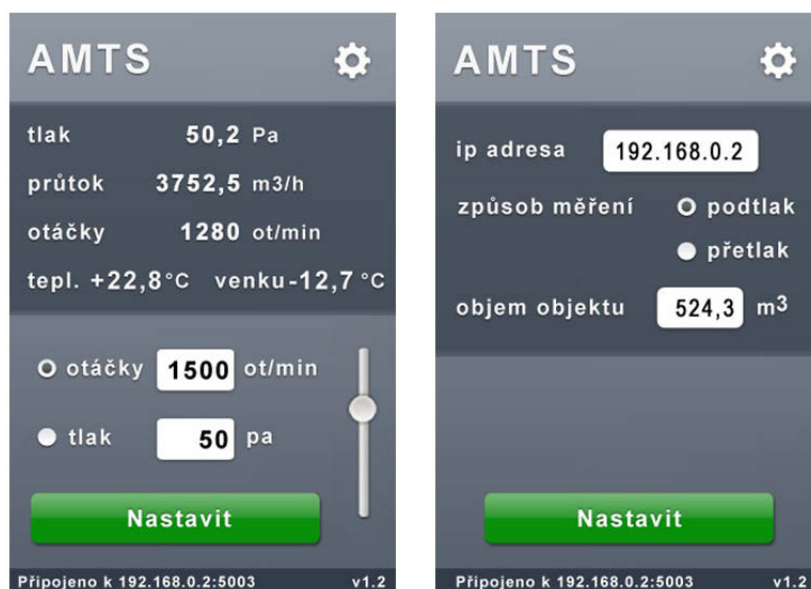 AMTS
tlak 50,2 Pa
průtok 3752,5 m3/h
otáčky 1280 ot/min
tepl. +22,8°C venku -12,7 °C
otáčky 1500 ot/min
tlak 50 pa
Nastavit
Připojeno k 192.168.0.2:5003 v1.2
AMTS
ip adresa 192.168.0.2
způsob měření podtlak
přetlak
objem objektu 524,3 m3
Nastavit
Připojeno k 192.168.0.2:5003 v1.2